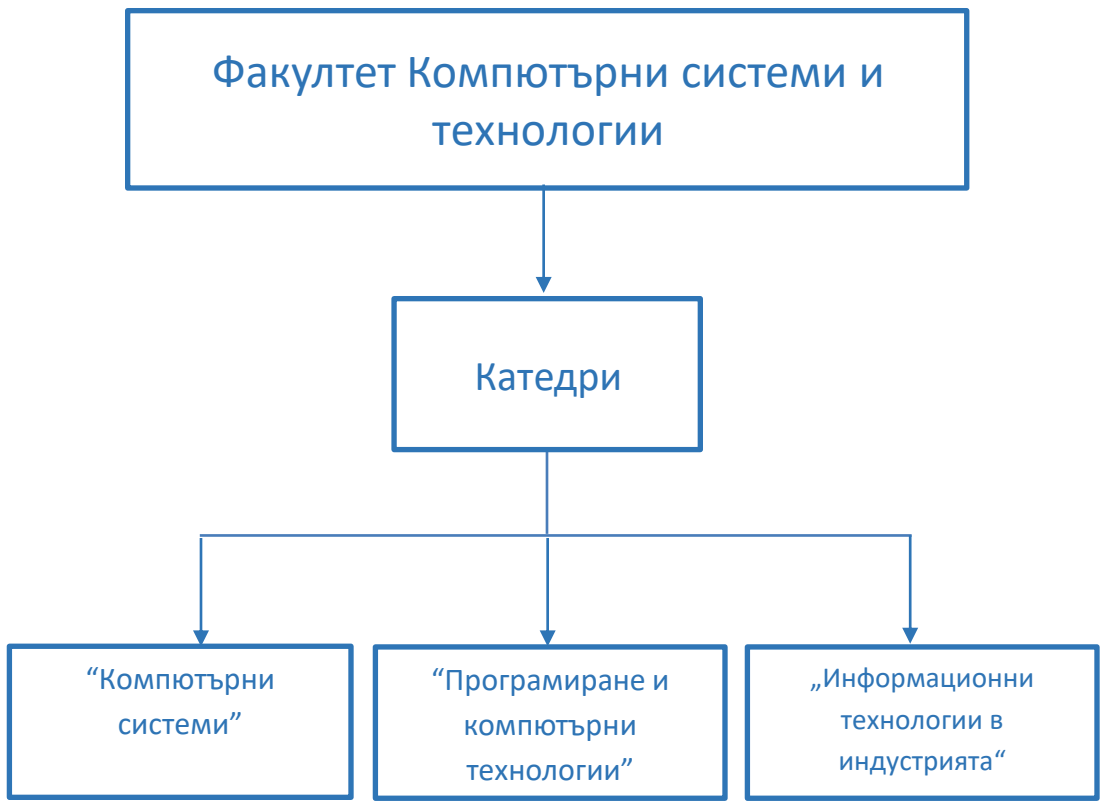 Факултет Компютърни системи и
технологии
Катедри
“Компютърни
системи”
“Програмиране и
компютърни
технологии”
„Информационни
технологии в
индустрията“